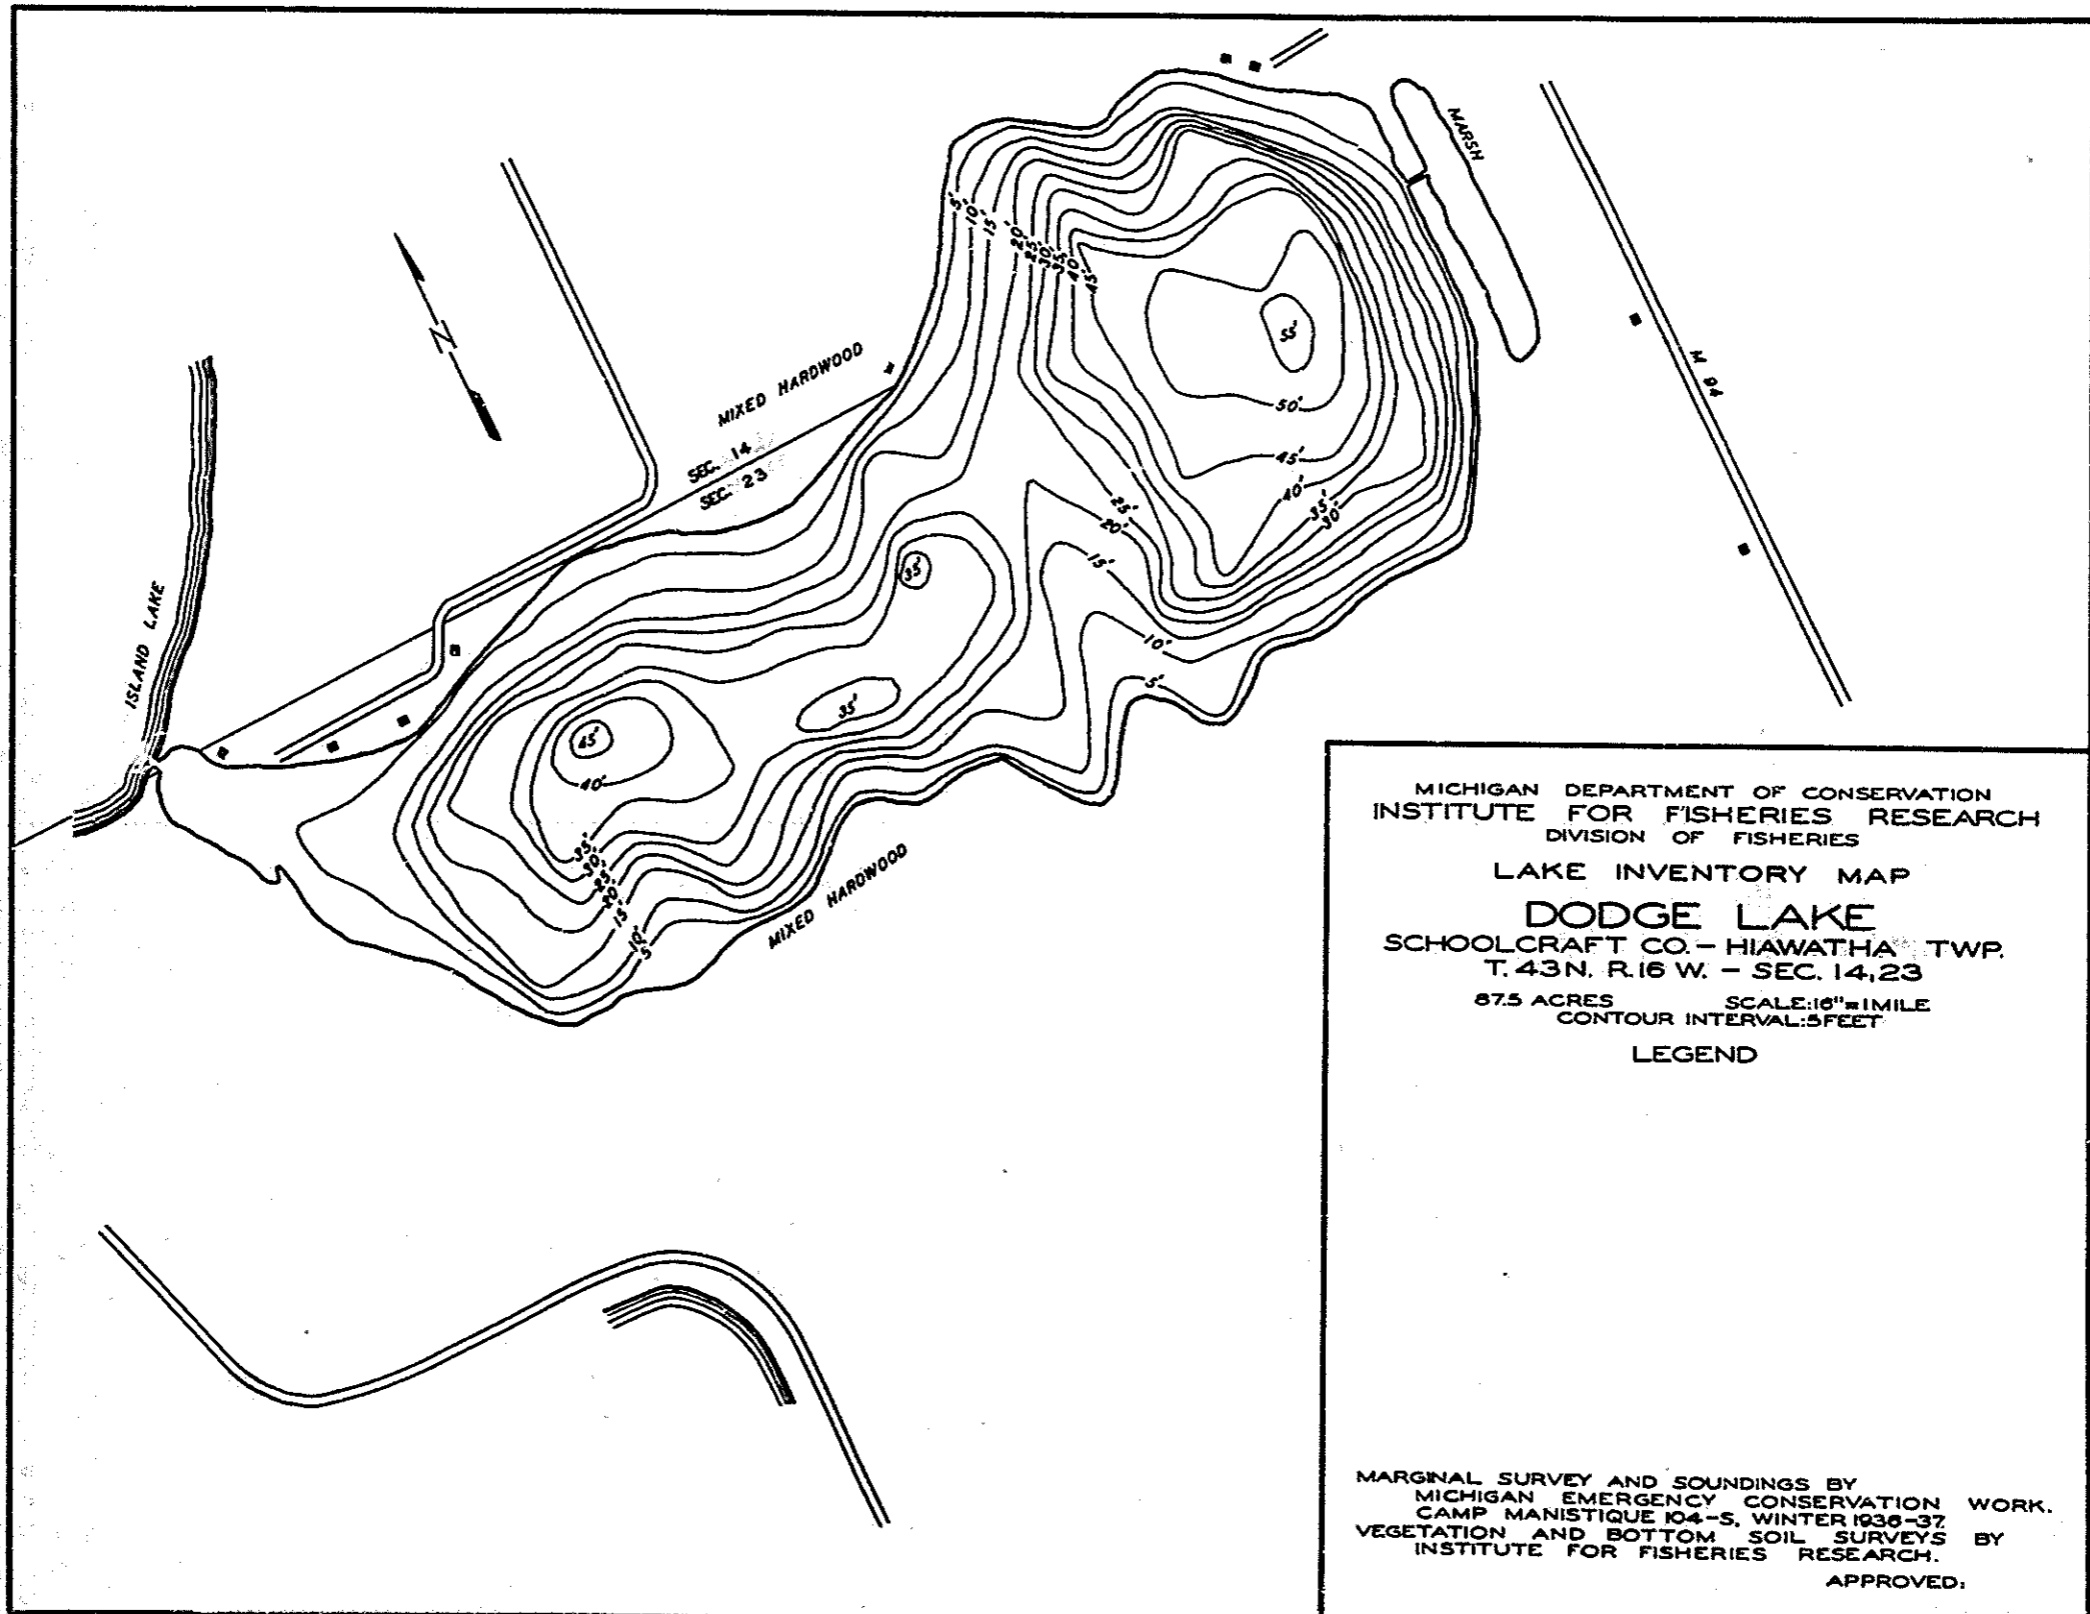 MARSH
M 94
N
MIXED HARDWOOD
SEC. 14
SEC. 23
ISLAND LAKE
5'
10'
15'
20'
25'
30'
35'
40'
45'
55'
50'
45'
40'
35'
30'
25'
20'
15'
10'
5'
35'
35'
45'
40'
35'
30'
25'
20'
15'
10'
5'
MIXED HARDWOOD
MICHIGAN DEPARTMENT OF CONSERVATION
INSTITUTE FOR FISHERIES RESEARCH
DIVISION OF FISHERIES
LAKE INVENTORY MAP
DODGE LAKE
SCHOOLCRAFT CO. – HIAWATHA TWP.
T. 43 N. R. 16 W. – SEC. 14, 23
87.5 ACRES SCALE: 16" = 1 MILE
CONTOUR INTERVAL: 5 FEET
LEGEND
MARGINAL SURVEY AND SOUNDINGS BY
MICHIGAN EMERGENCY CONSERVATION WORK.
CAMP MANISTIQUE 104-S, WINTER 1936-37.
VEGETATION AND BOTTOM SOIL SURVEYS BY
INSTITUTE FOR FISHERIES RESEARCH.
APPROVED: